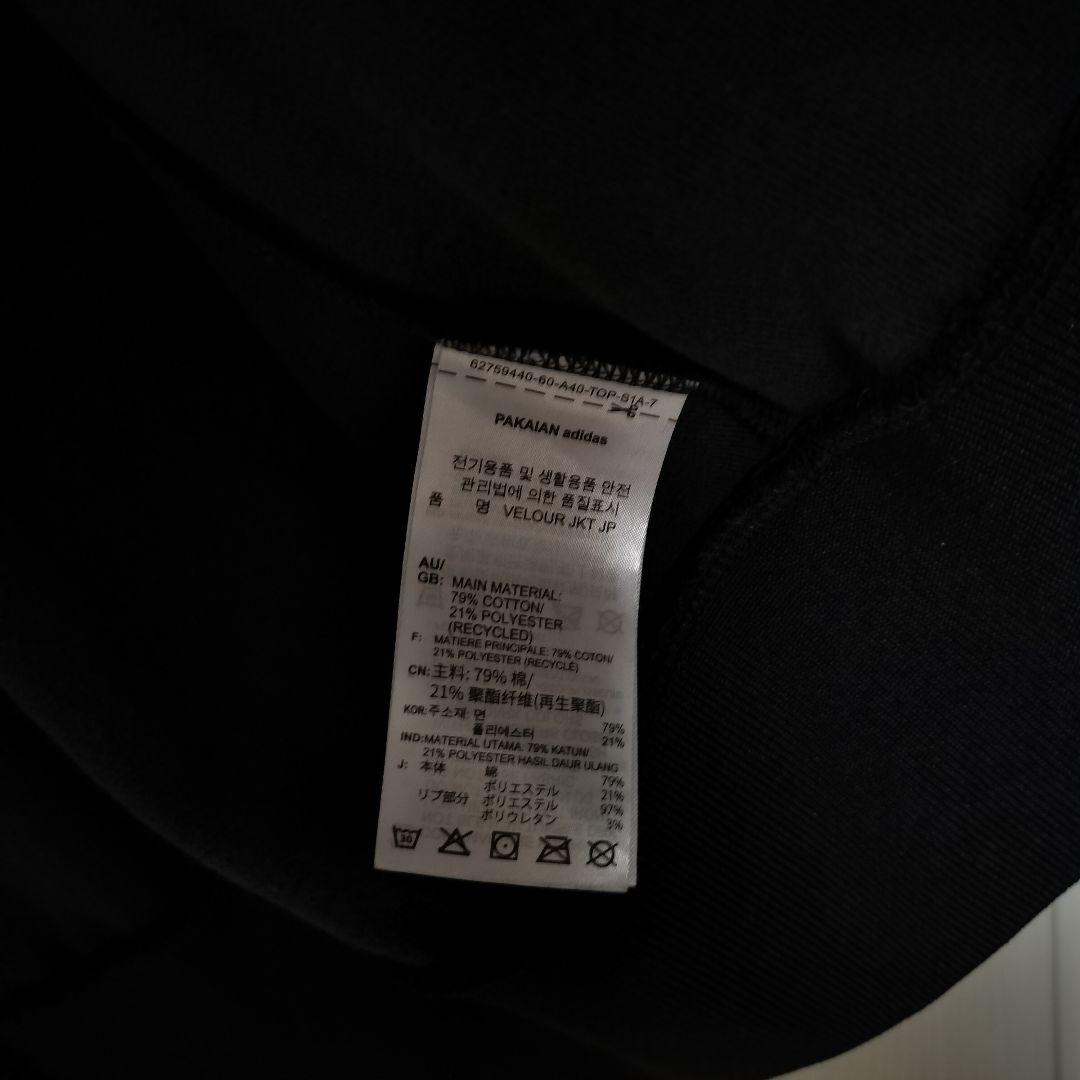 62759440-60-A40-TOP-S1A-7
PAKAIAN adidas
전기용품 및 생활용품 안전
관리법에 의한 품질표시
품 명 VELOUR JKT JP
AU/
GB: MAIN MATERIAL:
79% COTTON/
21% POLYESTER
(RECYCLED)
F: MATIERE PRINCIPALE: 79% COTON/
21% POLYESTER (RECYCLÉ)
CN: 主料: 79% 棉/
21% 聚酯纤维(再生聚酯)
KOR: 주소재: 면 79%
폴리에스터 21%
IND: MATERIAL UTAMA: 79% KATUN/
21% POLYESTER HASIL DAUR ULANG
J: 本体 綿 79%
ポリエステル 21%
リブ部分 ポリエステル 97%
ポリウレタン 3%
30